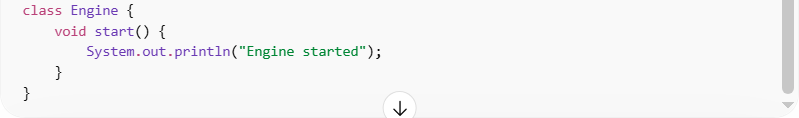 class Engine {
    void start() {
        System.out.println("Engine started");
    }
}